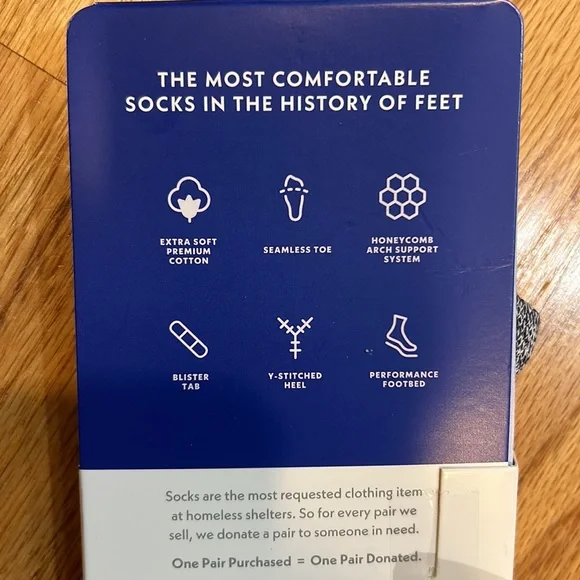 THE MOST COMFORTABLE
SOCKS IN THE HISTORY OF FEET
EXTRA SOFT
PREMIUM
COTTON
SEAMLESS TOE
HONEYCOMB
ARCH SUPPORT
SYSTEM
BLISTER
TAB
Y-STITCHED
HEEL
PERFORMANCE
FOOTBED
Socks are the most requested clothing item
at homeless shelters. So for every pair we
sell, we donate a pair to someone in need.
One Pair Purchased = One Pair Donated.